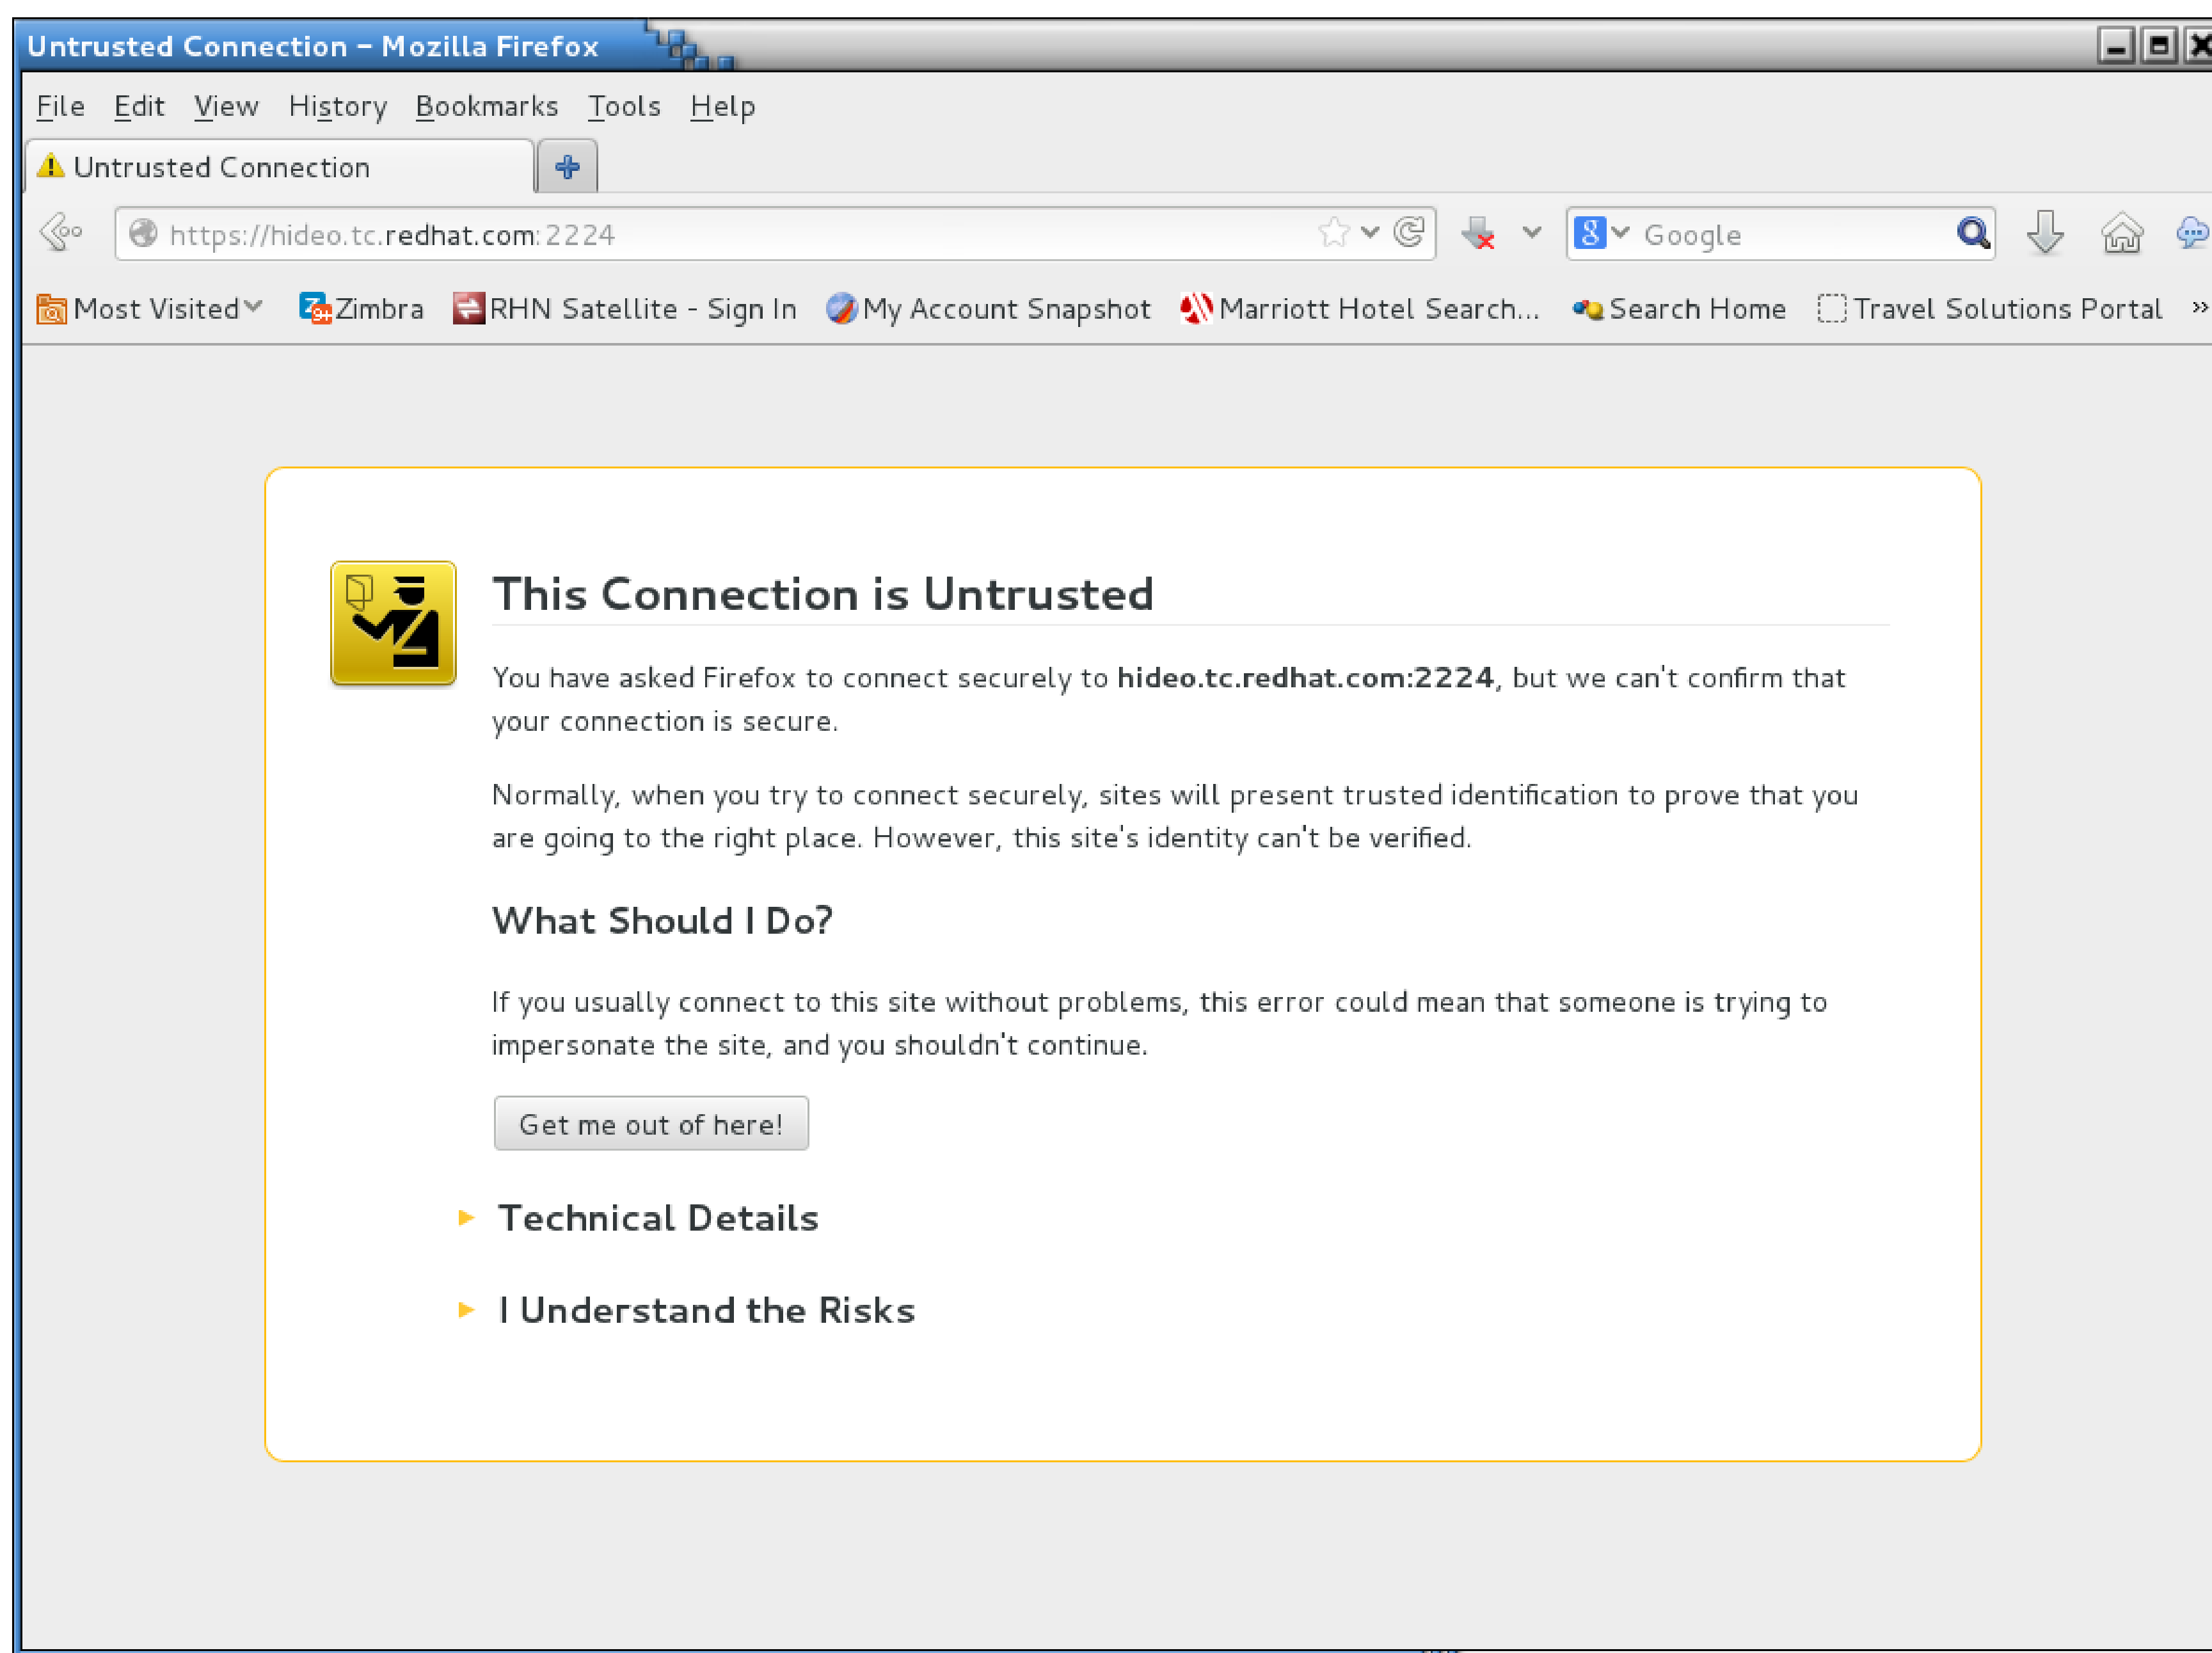 Untrusted Connection - Mozilla Firefox
File Edit View History Bookmarks Tools Help
Untrusted Connection
https://hideo.tc.redhat.com:2224
8 Google
Most Visited Z 9+ Zimbra RHN Satellite - Sign In My Account Snapshot Marriott Hotel Search... Search Home Travel Solutions Portal »
This Connection is Untrusted
You have asked Firefox to connect securely to hideo.tc.redhat.com:2224, but we can't confirm that
your connection is secure.
Normally, when you try to connect securely, sites will present trusted identification to prove that you
are going to the right place. However, this site's identity can't be verified.
What Should I Do?
If you usually connect to this site without problems, this error could mean that someone is trying to
impersonate the site, and you shouldn't continue.
Get me out of here!
Technical Details
I Understand the Risks